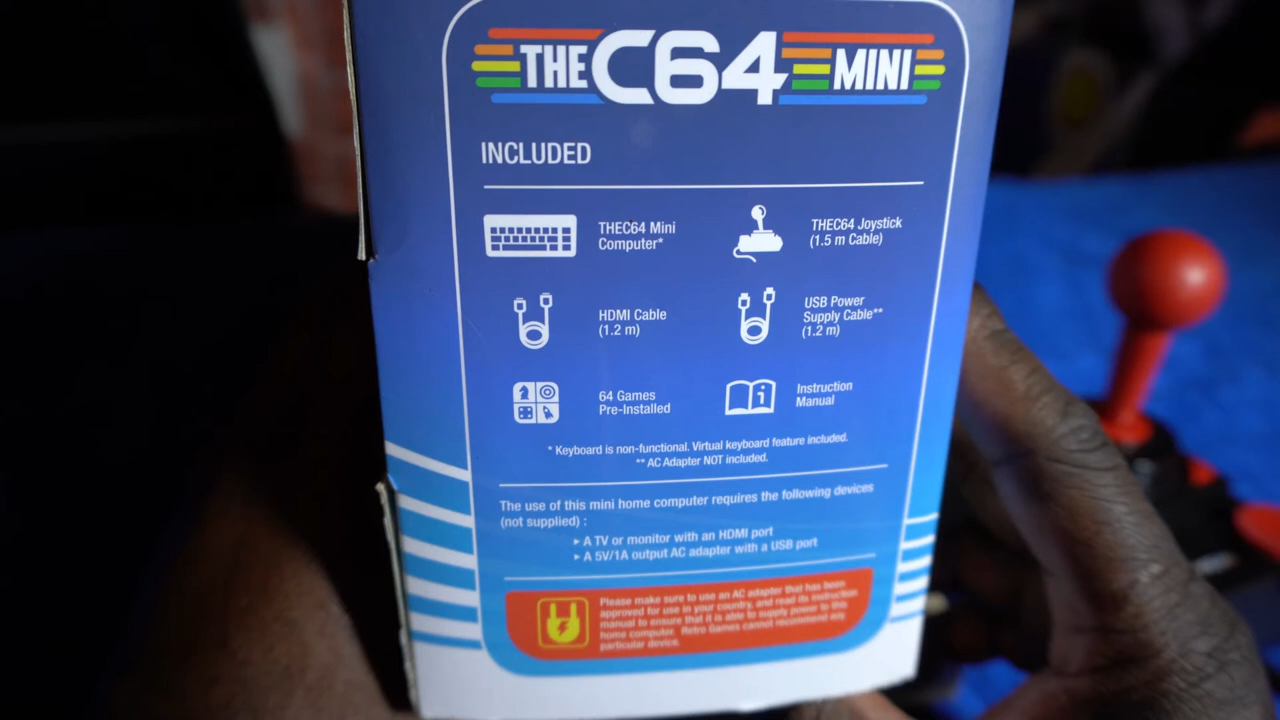 THEC64 MINI
INCLUDED
THEC64 Mini
Computer*
THEC64 Joystick
(1.5 m Cable)
HDMI Cable
(1.2 m)
USB Power
Supply Cable**
(1.2 m)
64 Games
Pre-Installed
Instruction
Manual
* Keyboard is non-functional. Virtual keyboard feature included.
** AC Adapter NOT included.
The use of this mini home computer requires the following devices
(not supplied) :
▸ A TV or monitor with an HDMI port
▸ A 5V/1A output AC adapter with a USB port
Please make sure to use an AC adapter that has been
approved for use in your country, and read its instruction
manual to ensure that it is able to supply power to this
home computer. Retro Games cannot recommend any
particular device.